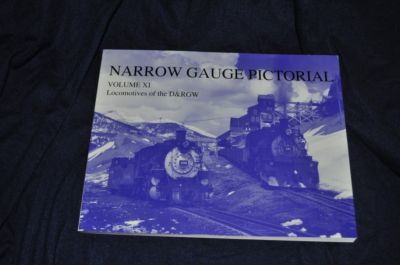 NARROW GAUGE PICTORIAL
VOLUME XI
Locomotives of the D&RGW